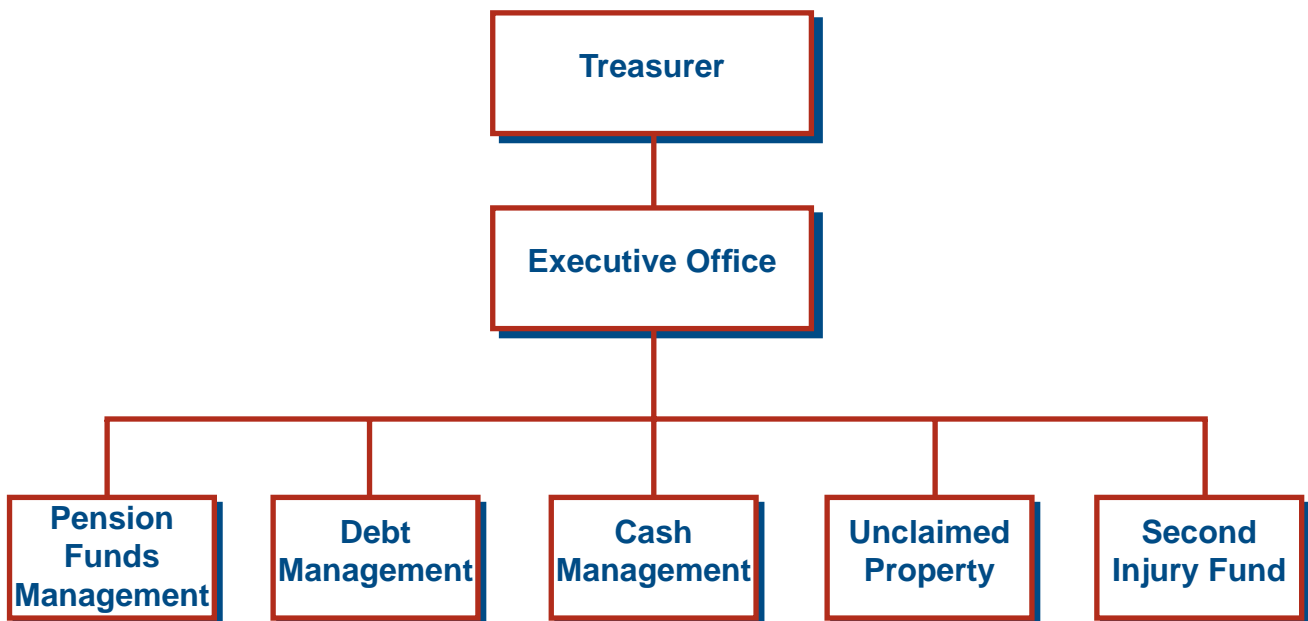 Treasurer
Executive Office
Pension
Funds
Management
Debt
Management
Cash
Management
Unclaimed
Property
Second
Injury Fund